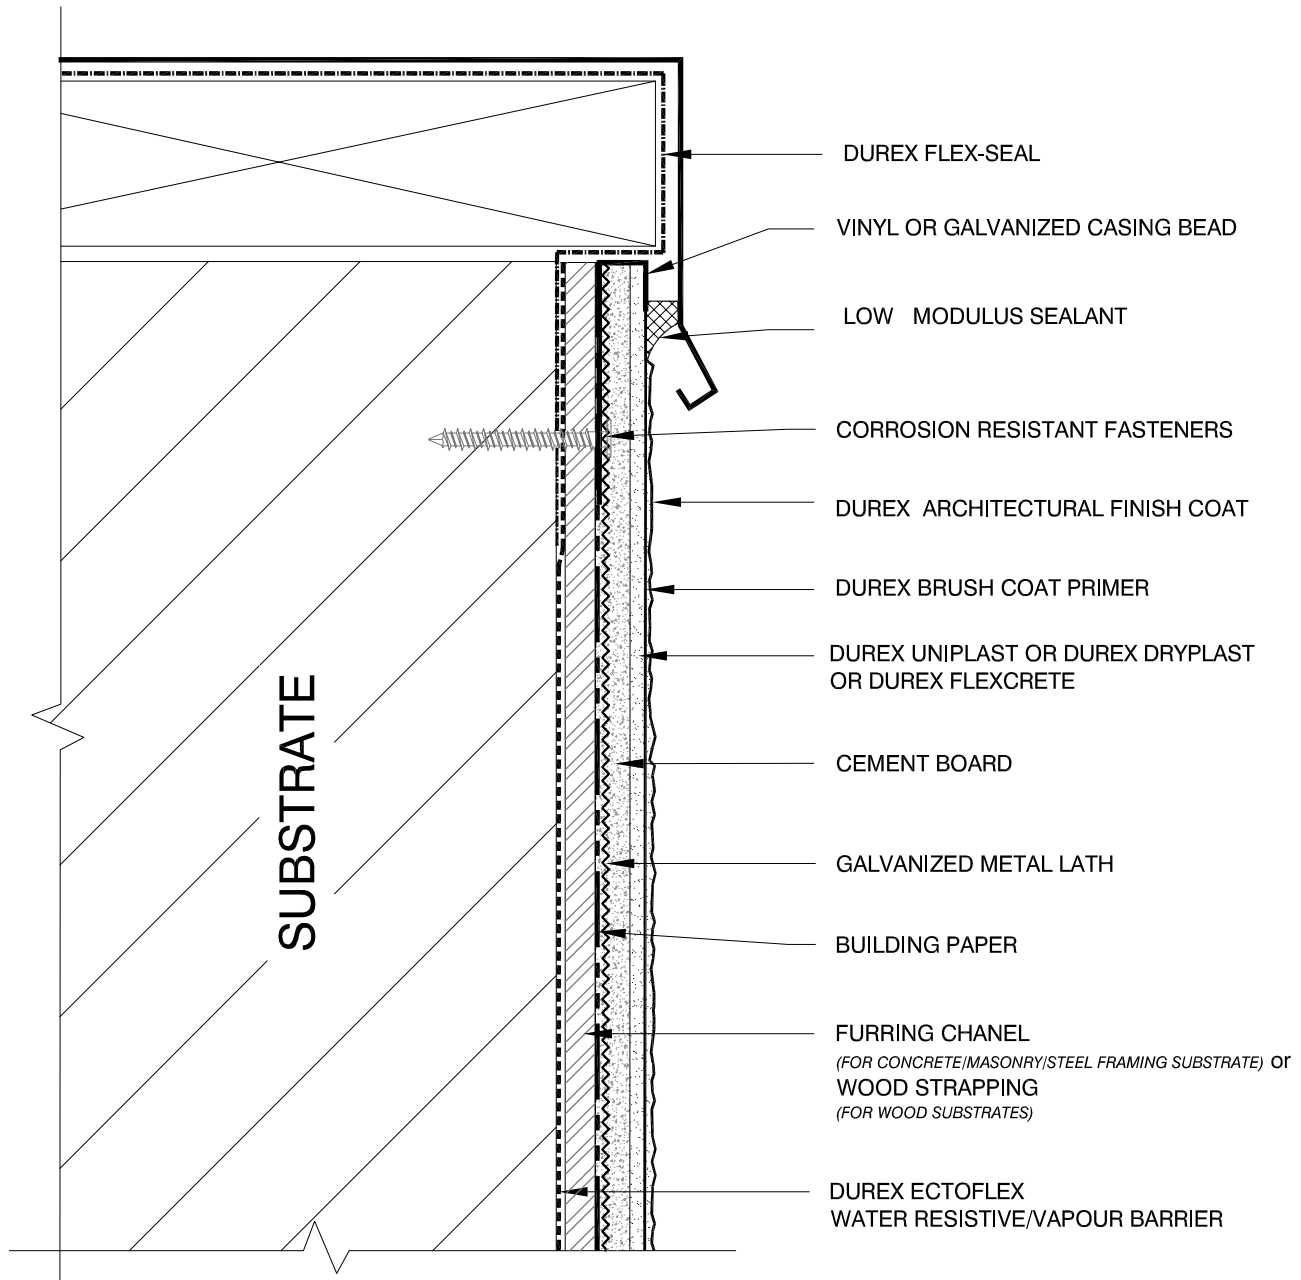 DUREX FLEX-SEAL
VINYL OR GALVANIZED CASING BEAD
LOW MODULUS SEALANT
CORROSION RESISTANT FASTENERS
DUREX ARCHITECTURAL FINISH COAT
DUREX BRUSH COAT PRIMER
DUREX UNIPLAST OR DUREX DRYPLAST
OR DUREX FLEXCRETE
SUBSTRATE
CEMENT BOARD
GALVANIZED METAL LATH
BUILDING PAPER
FURRING CHANEL
(FOR CONCRETE/MASONRY/STEEL FRAMING SUBSTRATE) or
WOOD STRAPPING
(FOR WOOD SUBSTRATES)
DUREX ECTOFLEX
WATER RESISTIVE/VAPOUR BARRIER